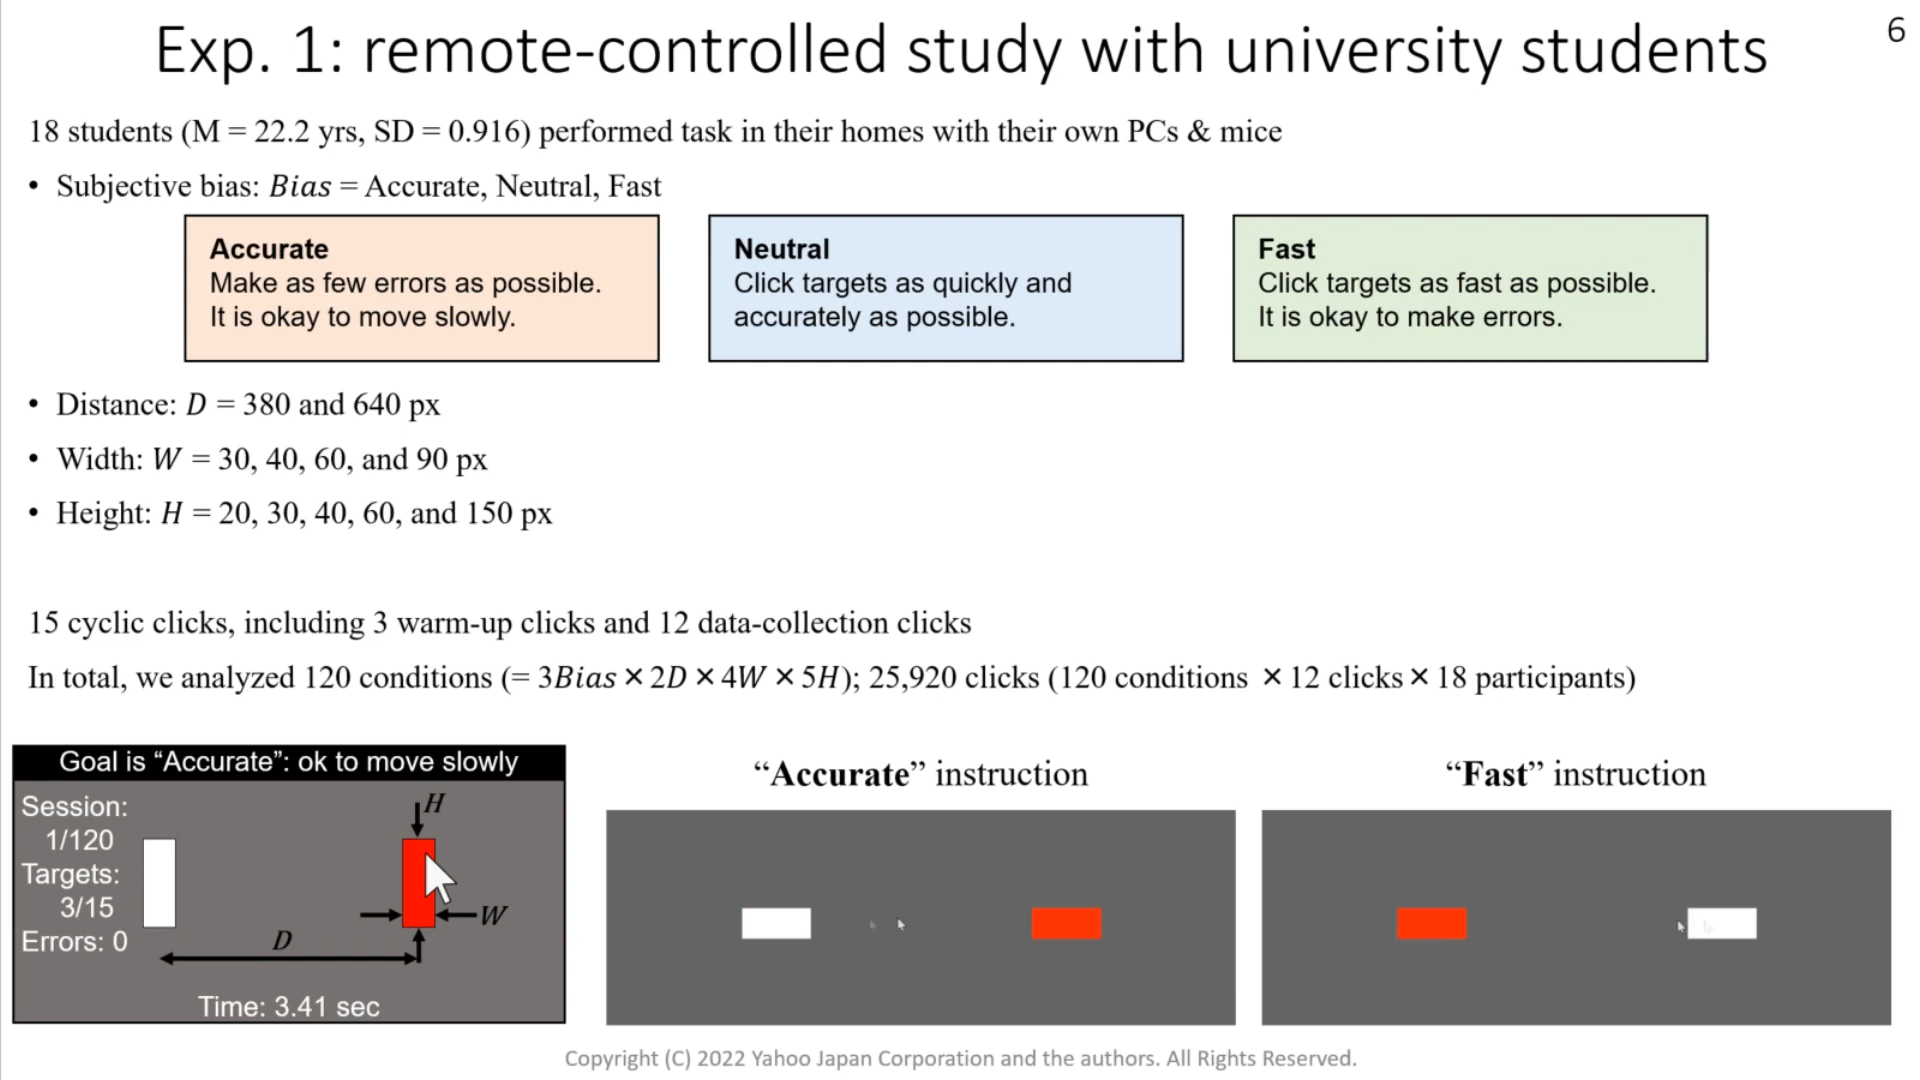 Exp. 1: remote-controlled study with university students
6
18 students (M = 22.2 yrs, SD = 0.916) performed task in their homes with their own PCs & mice
• Subjective bias: Bias = Accurate, Neutral, Fast
Accurate
Make as few errors as possible.
It is okay to move slowly.
Neutral
Click targets as quickly and
accurately as possible.
Fast
Click targets as fast as possible.
It is okay to make errors.
• Distance: D = 380 and 640 px
• Width: W = 30, 40, 60, and 90 px
• Height: H = 20, 30, 40, 60, and 150 px
15 cyclic clicks, including 3 warm-up clicks and 12 data-collection clicks
In total, we analyzed 120 conditions (= 3Bias × 2D × 4W × 5H); 25,920 clicks (120 conditions × 12 clicks × 18 participants)
Goal is “Accurate”: ok to move slowly
Session:
1/120
Targets:
3/15
Errors: 0
H
W
D
Time: 3.41 sec
“Accurate” instruction
“Fast” instruction
Copyright (C) 2022 Yahoo Japan Corporation and the authors. All Rights Reserved.